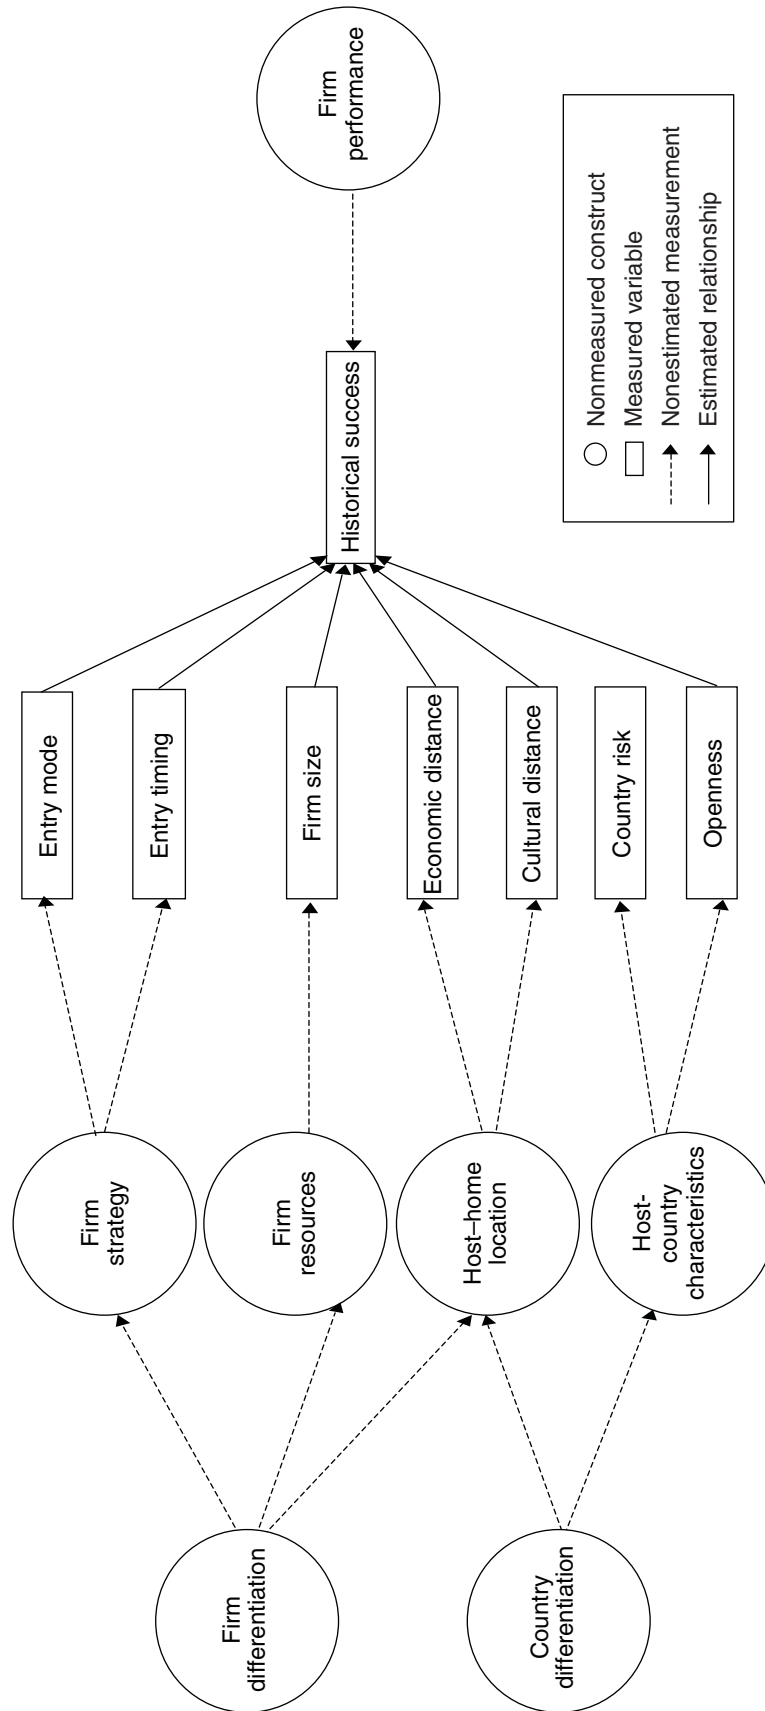 Firm
differentiation
Country
differentiation
Firm
strategy
Firm
resources
Host–home
location
Host-
country
characteristics
Entry mode
Entry timing
Firm size
Economic distance
Cultural distance
Country risk
Openness
Historical success
Firm
performance
Nonmeasured construct
Measured variable
Nonestimated measurement
Estimated relationship